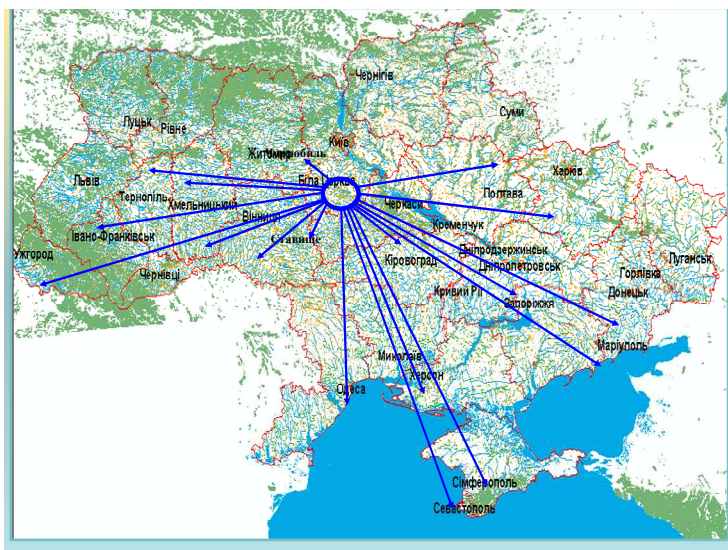 Чернігів
Суми
Луцьк
Рівне
Київ
Житомир
Чорнобиль
Харків
Львів
Біла Церква
Тернопіль
Полтава
Хмельницький
Черкаси
Вінниця
Кременчук
Івано-Франківськ
Ставище
Ужгород
Дніпродзержинськ
Луганськ
Кіровоград
Дніпропетровськ
Чернівці
Горлівка
Кривий Ріг
Донецьк
Запоріжжя
Маріуполь
Миколаїв
Херсон
Одеса
Сімферополь
Севастополь